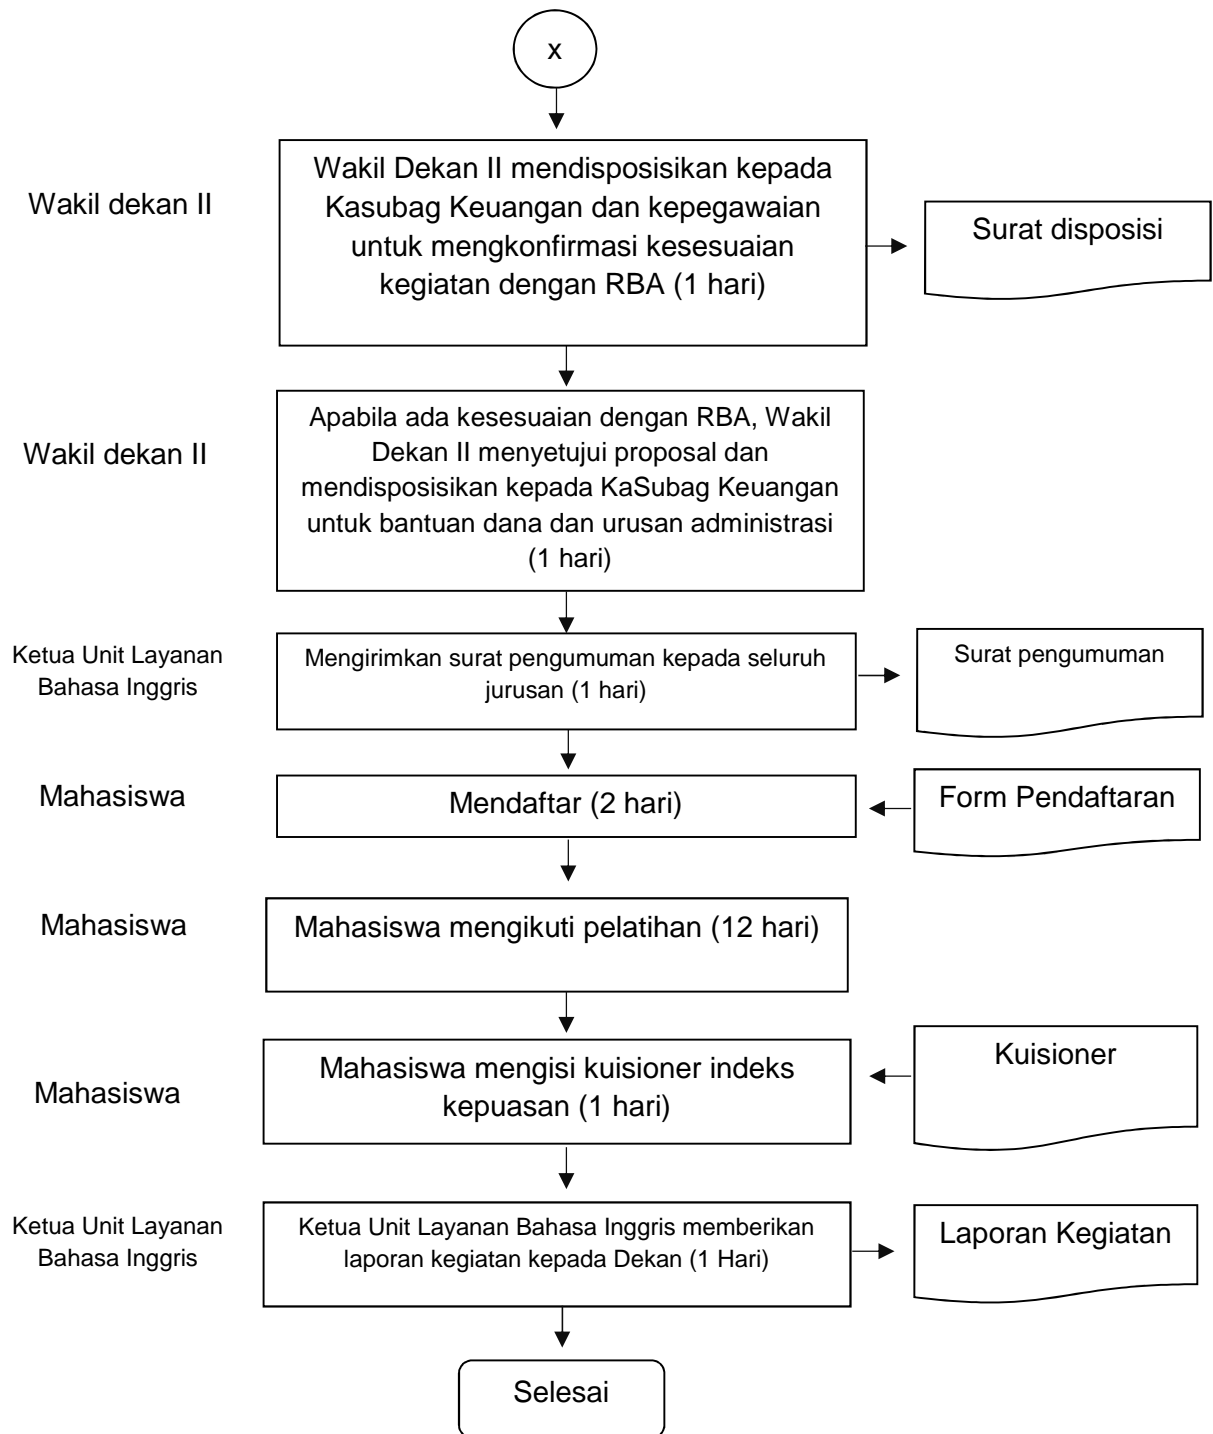 x
Wakil dekan II
Wakil Dekan II mendisposisikan kepada
Kasubag Keuangan dan kepegawaian
untuk mengkonfirmasi kesesuaian
kegiatan dengan RBA (1 hari)
Surat disposisi
Wakil dekan II
Apabila ada kesesuaian dengan RBA, Wakil
Dekan II menyetujui proposal dan
mendisposisikan kepada KaSubag Keuangan
untuk bantuan dana dan urusan administrasi
(1 hari)
Ketua Unit Layanan
Bahasa Inggris
Mengirimkan surat pengumuman kepada seluruh
jurusan (1 hari)
Surat pengumuman
Mahasiswa
Mendaftar (2 hari)
Form Pendaftaran
Mahasiswa
Mahasiswa mengikuti pelatihan (12 hari)
Mahasiswa
Mahasiswa mengisi kuisioner indeks
kepuasan (1 hari)
Kuisioner
Ketua Unit Layanan
Bahasa Inggris
Ketua Unit Layanan Bahasa Inggris memberikan
laporan kegiatan kepada Dekan (1 Hari)
Laporan Kegiatan
Selesai